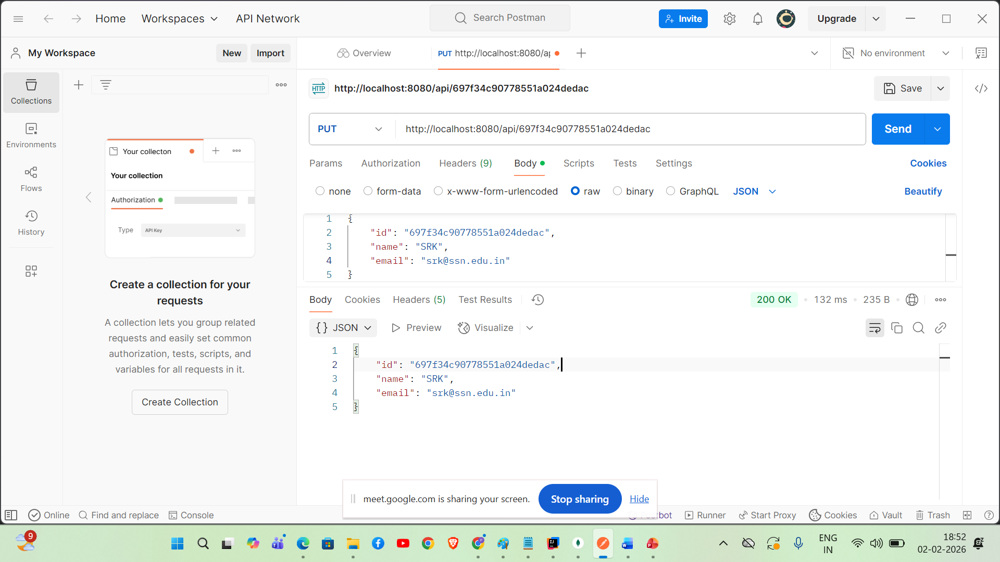 Home
Workspaces
API Network
Search Postman
Invite
Upgrade
My Workspace
New
Import
Overview
PUT http://localhost:8080/ap
No environment
Collections
Environments
Flows
History
Your collecton
Your collection
Authorization
Type
API Key
Create a collection for your
requests
A collection lets you group related
requests and easily set common
authorization, tests, scripts, and
variables for all requests in it.
Create Collection
HTTP
http://localhost:8080/api/697f34c90778551a024dedac
Save
PUT
http://localhost:8080/api/697f34c90778551a024dedac
Send
Params
Authorization
Headers (9)
Body
Scripts
Tests
Settings
Cookies
none
form-data
x-www-form-urlencoded
raw
binary
GraphQL
JSON
Beautify
1 {
2 "id": "697f34c90778551a024dedac",
3 "name": "SRK",
4 "email": "srk@ssn.edu.in"
5 }
Body
Cookies
Headers (5)
Test Results
200 OK
132 ms
235 B
{} JSON
Preview
Visualize
1 {
2 "id": "697f34c90778551a024dedac",
3 "name": "SRK",
4 "email": "srk@ssn.edu.in"
5 }
meet.google.com is sharing your screen.
Stop sharing
Hide
Online
Find and replace
Console
Runner
Start Proxy
Cookies
Vault
Trash
9
ENG
IN
18:52
02-02-2026